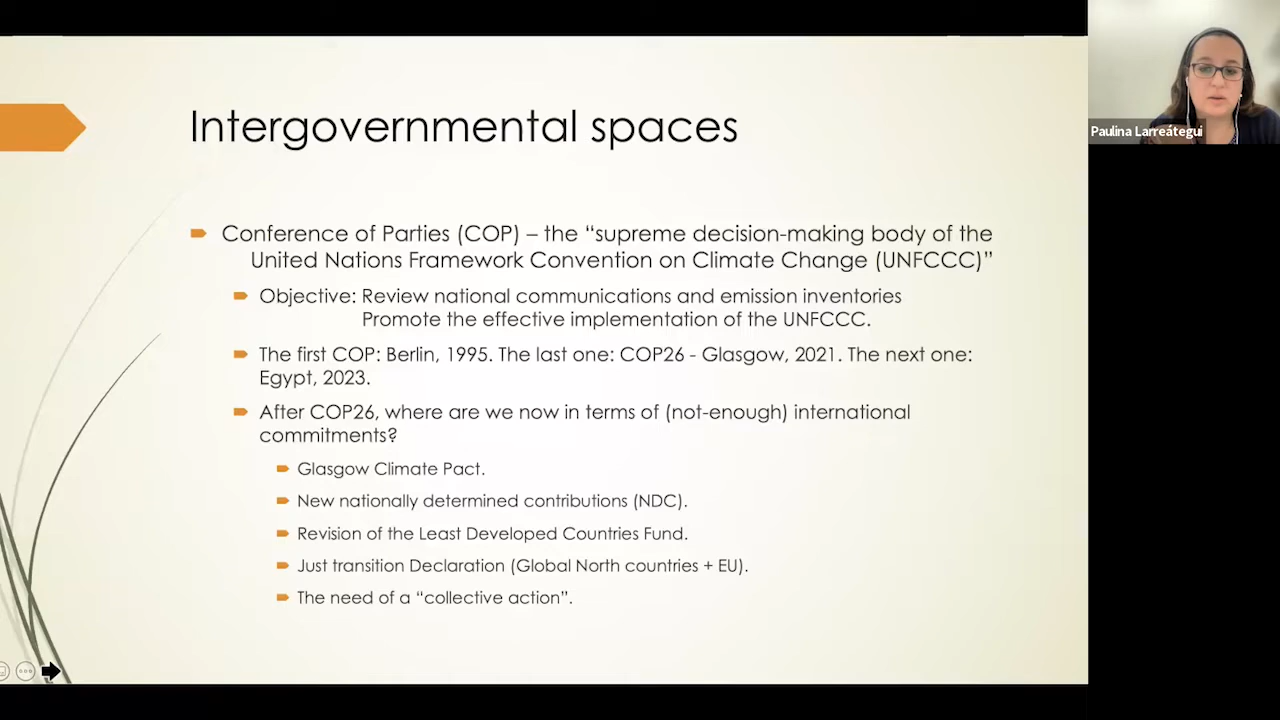 Intergovernmental spaces
Conference of Parties (COP) – the “supreme decision-making body of the
United Nations Framework Convention on Climate Change (UNFCCC)”
Objective: Review national communications and emission inventories
Promote the effective implementation of the UNFCCC.
The first COP: Berlin, 1995. The last one: COP26 - Glasgow, 2021. The next one:
Egypt, 2023.
After COP26, where are we now in terms of (not-enough) international
commitments?
Glasgow Climate Pact.
New nationally determined contributions (NDC).
Revision of the Least Developed Countries Fund.
Just transition Declaration (Global North countries + EU).
The need of a “collective action”.
Paulina Larreátegui